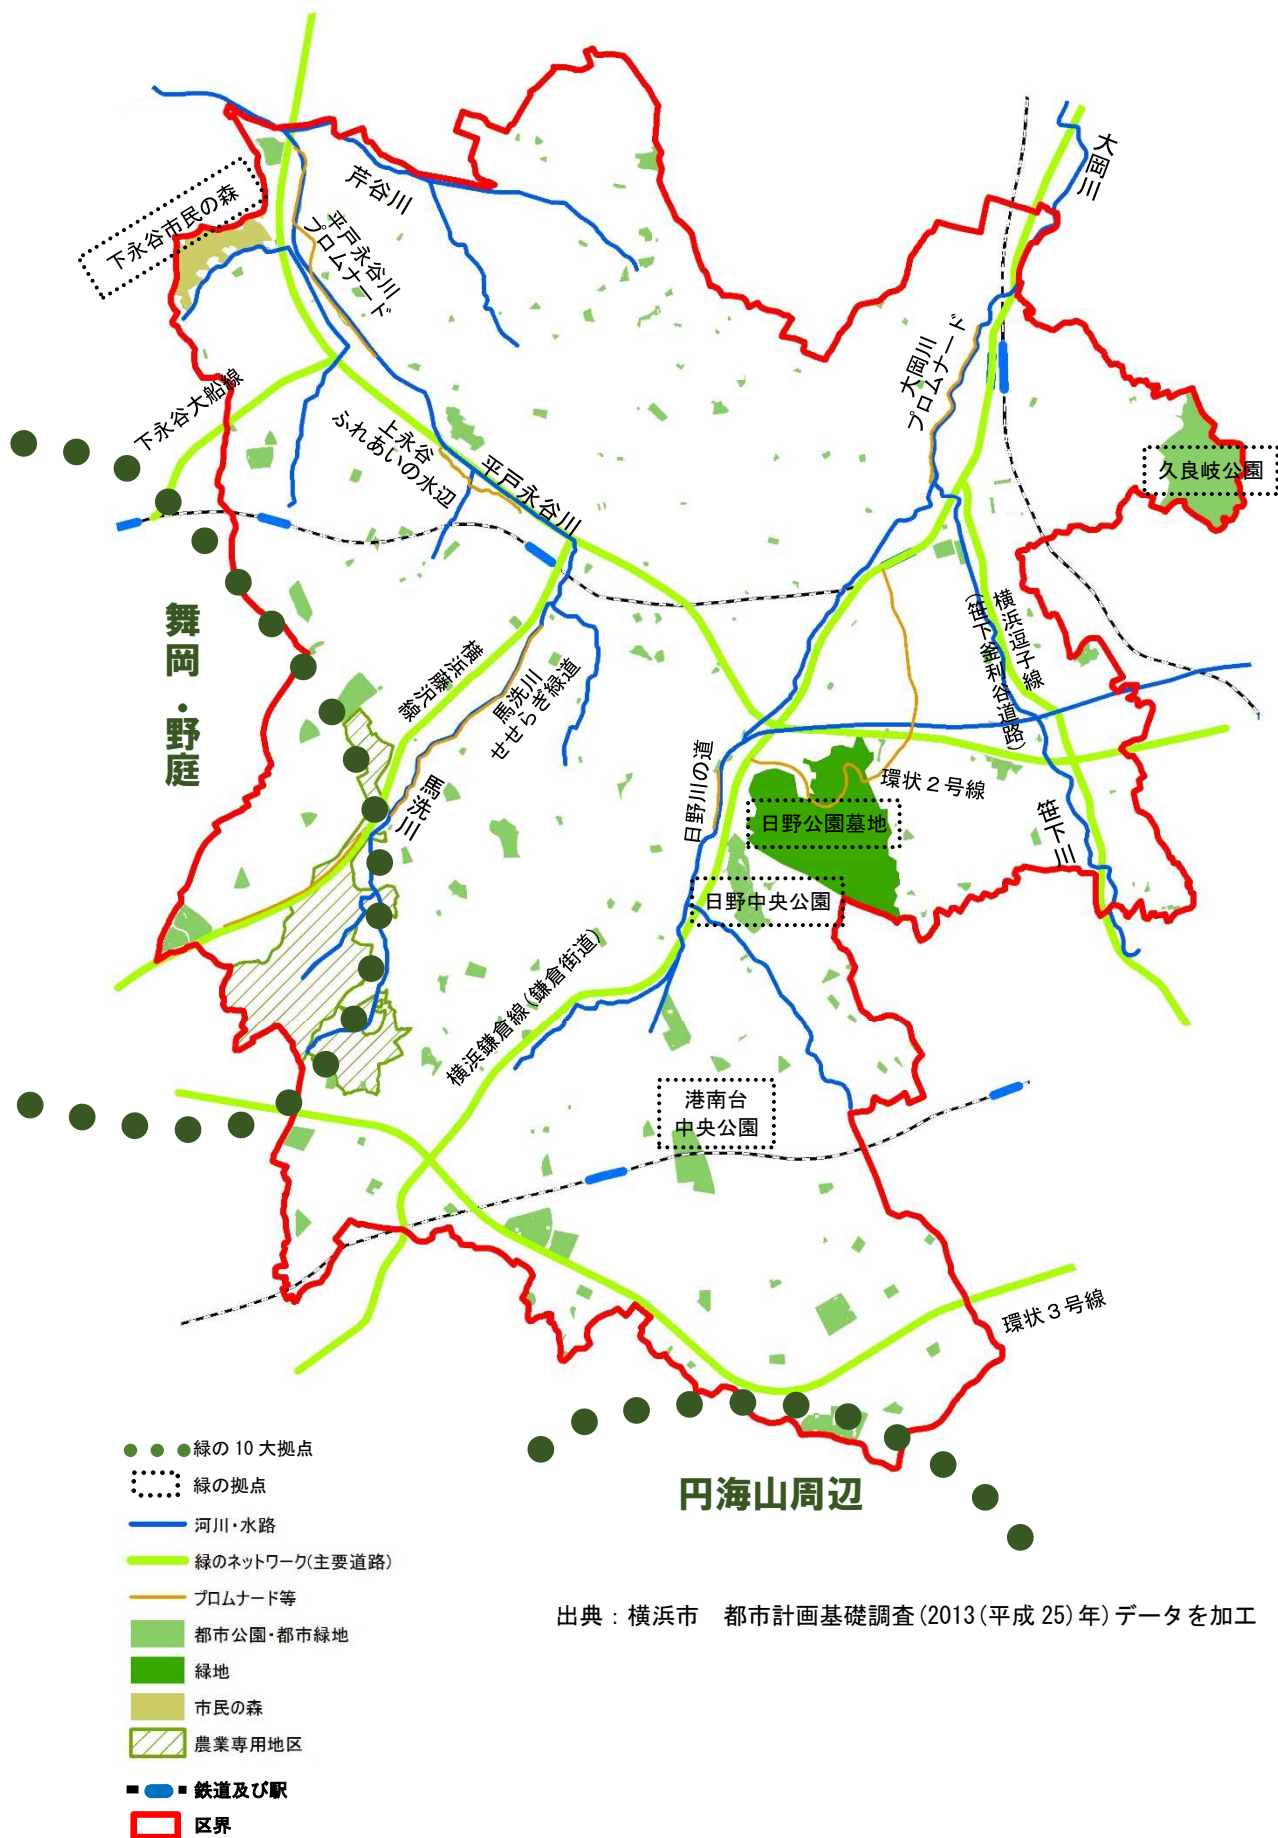 大岡川
芹谷川
下永谷市民の森
平戸永谷川
プロムナード
大岡川
プロムナード
下永谷大船線
上永谷
ふれあいの水辺
平戸永谷川
久良岐公園
舞岡・野庭
横浜藤沢線
馬洗川
せせらぎ緑道
横浜逗子線
(笹下釜利谷道路)
馬洗川
日野川の道
環状2号線
日野公園墓地
笹下川
日野中央公園
横浜鎌倉線(鎌倉街道)
港南台
中央公園
環状3号線
円海山周辺
緑の10大拠点
緑の拠点
河川・水路
緑のネットワーク(主要道路)
プロムナード等
都市公園・都市緑地
緑地
市民の森
農業専用地区
鉄道及び駅
区界
出典：横浜市　都市計画基礎調査(2013(平成25)年)データを加工